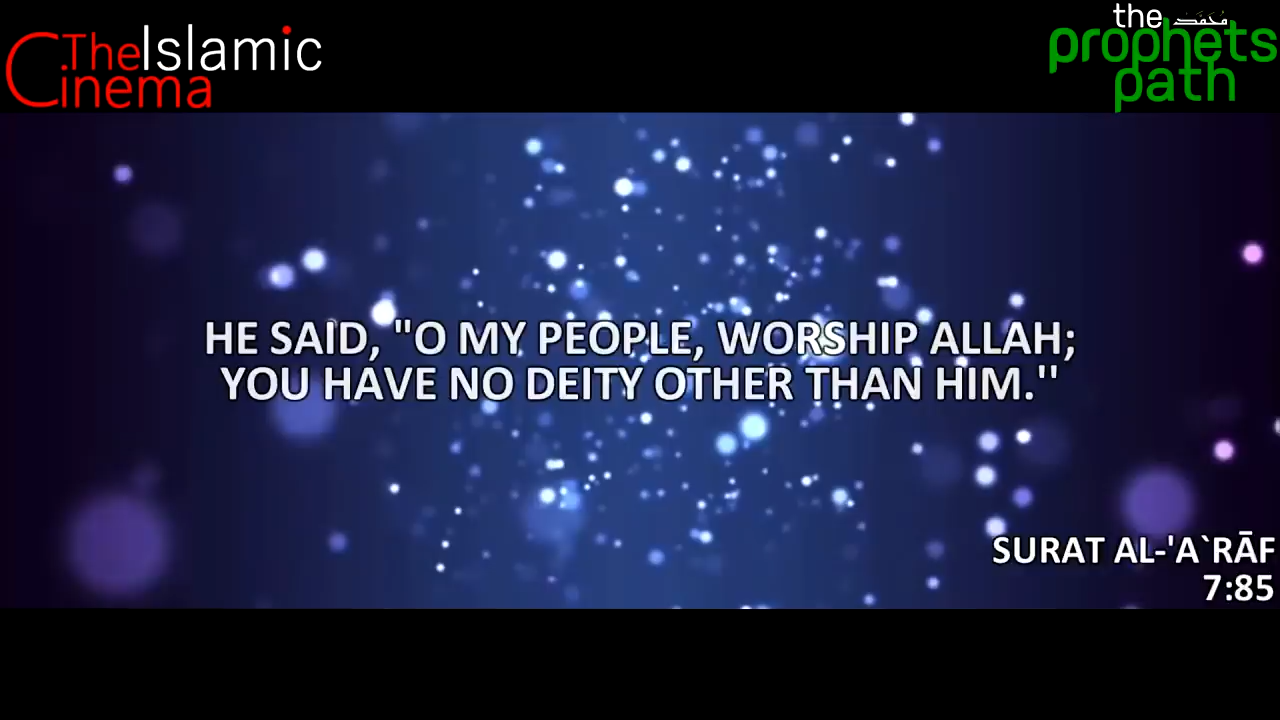 TheIslamic
Cinema
the مُحَمَّد
prophets
path
HE SAID, "O MY PEOPLE, WORSHIP ALLAH;
YOU HAVE NO DEITY OTHER THAN HIM."
SURAT AL-'A`RĀF
7:85